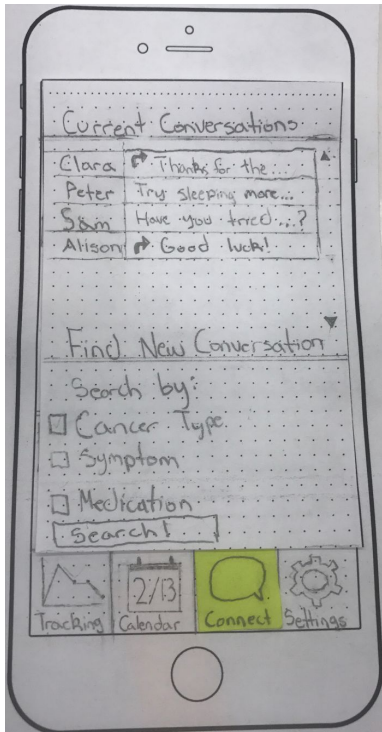 Current Conversations
Clara Thanks for the...
Peter Try sleeping more...
Sam Have you tried...?
Alison Good luck!
Find New Conversation
Search by:
Cancer Type
Symptom
Medication
Search!
2/13
Tracking Calendar Connect Settings